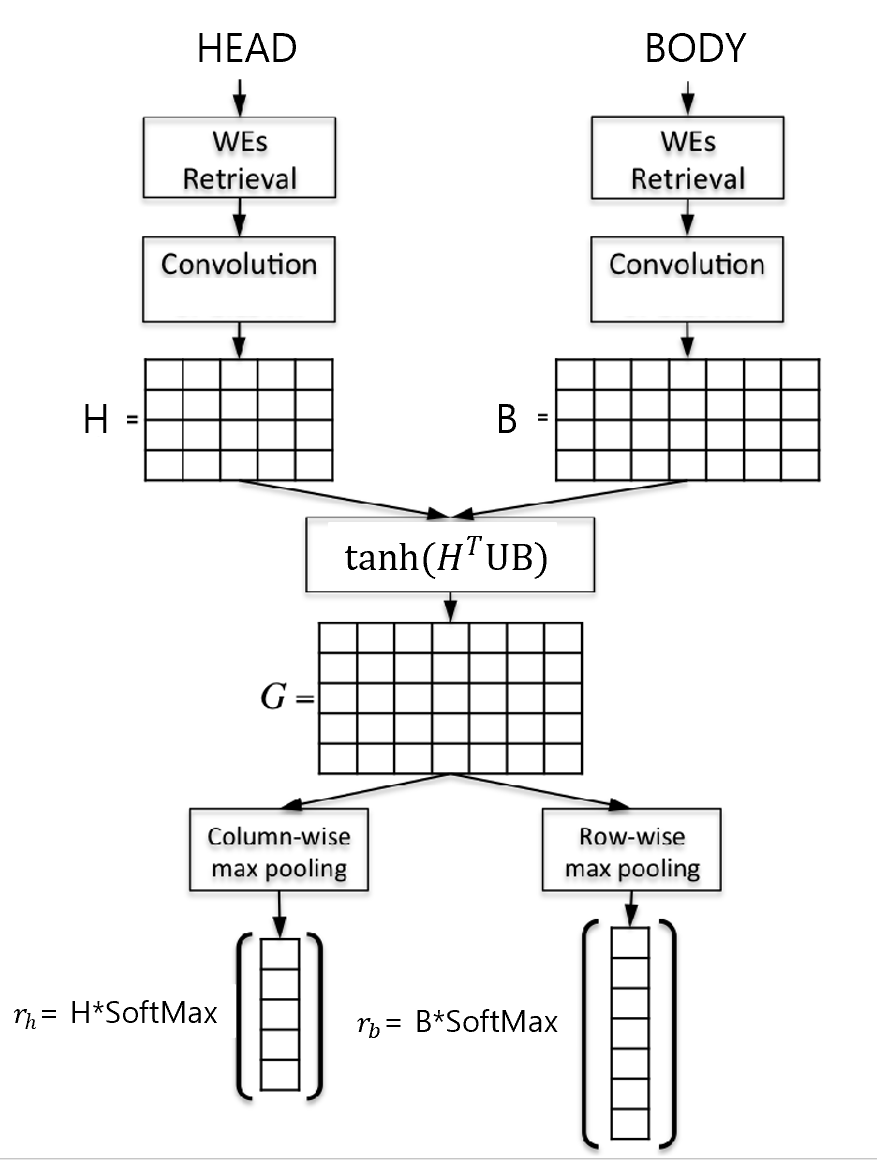 HEAD
BODY
WEs
Retrieval
WEs
Retrieval
Convolution
Convolution
H =
B =
tanh(H^T UB)
G =
Column-wise
max pooling
Row-wise
max pooling
r_h = H*SoftMax
r_b = B*SoftMax